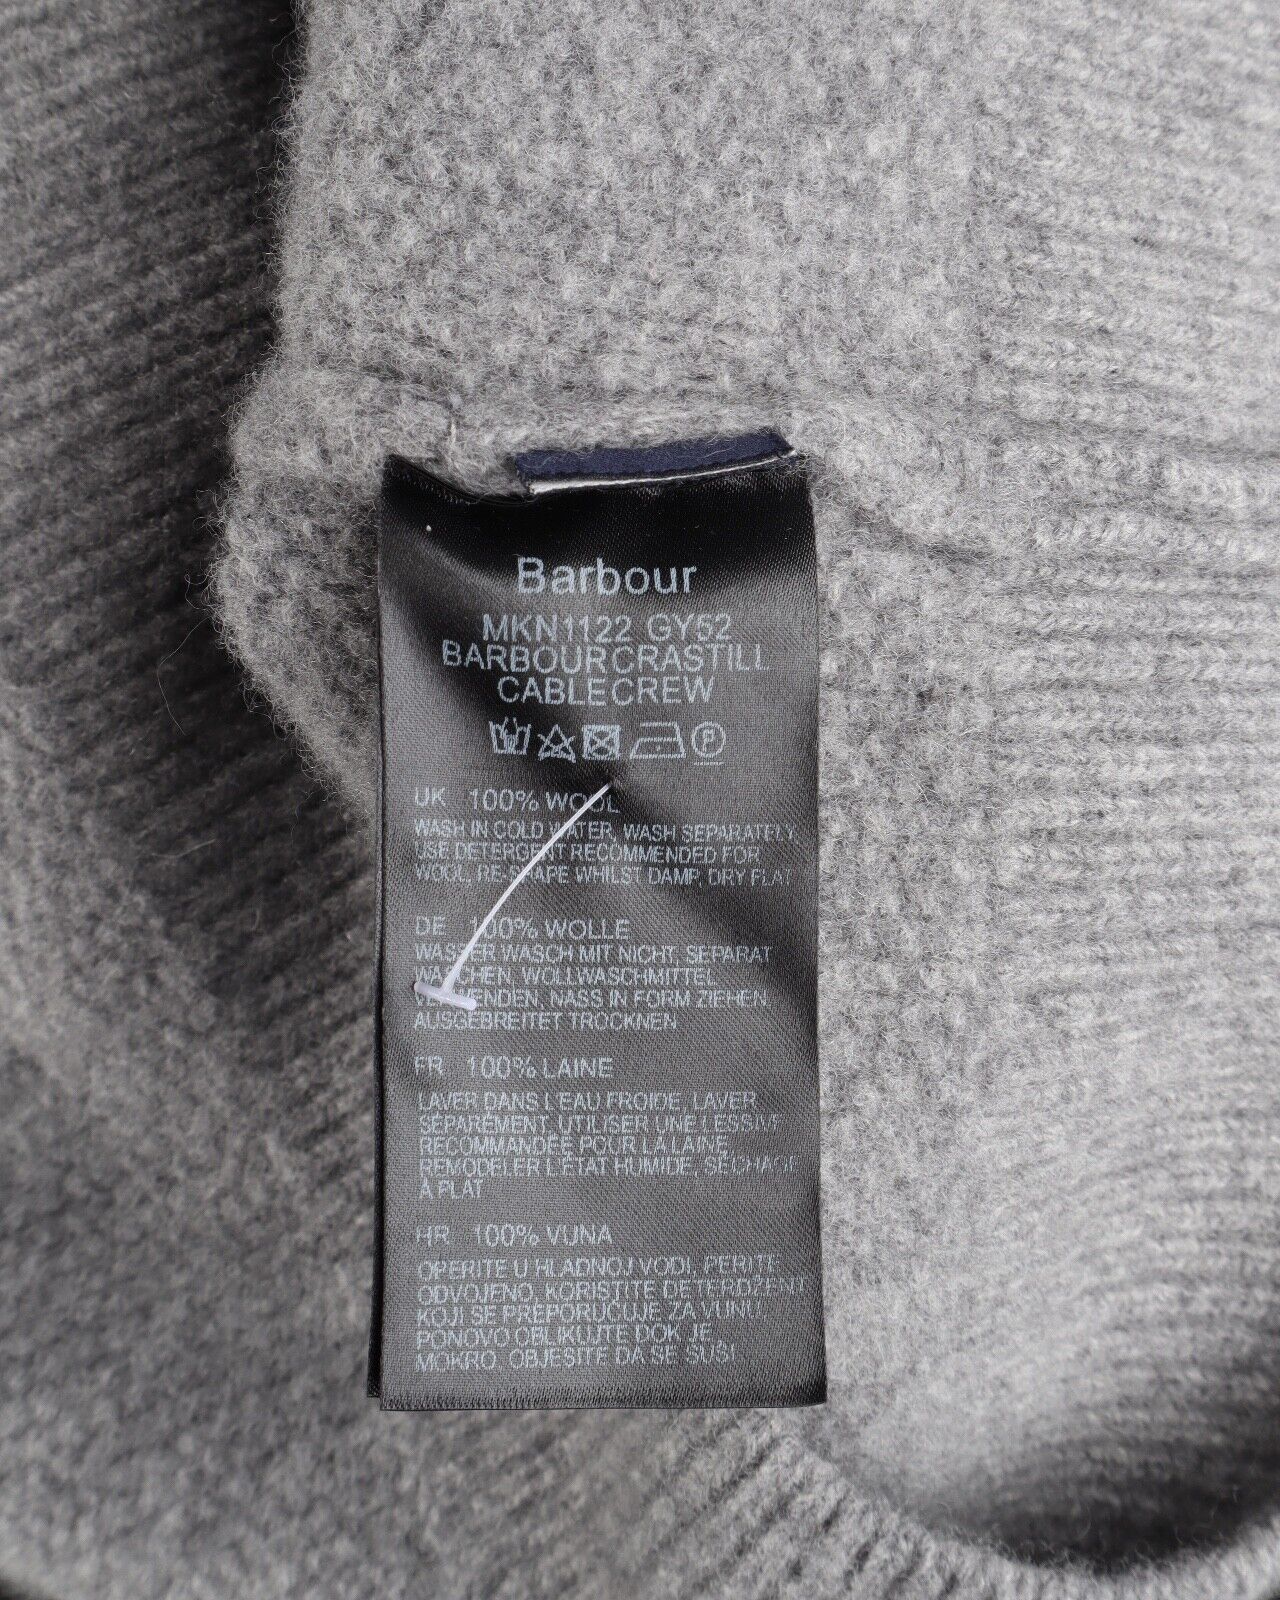 Barbour
MKN1122 GY52
BARBOUR CRASTILL
CABLE CREW
P
UK 100% WOOL
WASH IN COLD WATER, WASH SEPARATELY,
USE DETERGENT RECOMMENDED FOR
WOOL, RE-SHAPE WHILST DAMP, DRY FLAT
DE 100% WOLLE
WASSER WASCH MIT NICHT, SEPARAT
WASCHEN, WOLLWASCHMITTEL
VERWENDEN, NASS IN FORM ZIEHEN,
AUSGEBREITET TROCKNEN
FR 100% LAINE
LAVER DANS L'EAU FROIDE, LAVER
SÉPARÉMENT, UTILISER UNE LESSIVE
RECOMMANDÉE POUR LA LAINE,
REMODELER L'ÉTAT HUMIDE, SÉCHAGE
À PLAT
HR 100% VUNA
OPERITE U HLADNOJ VODI, PERITE
ODVOJENO, KORISTITE DETERDŽENT
KOJI SE PREPORUČUJE ZA VUNU,
PONOVO OBLIKUJTE DOK JE
MOKRO, OBJESITE DA SE SUŠI